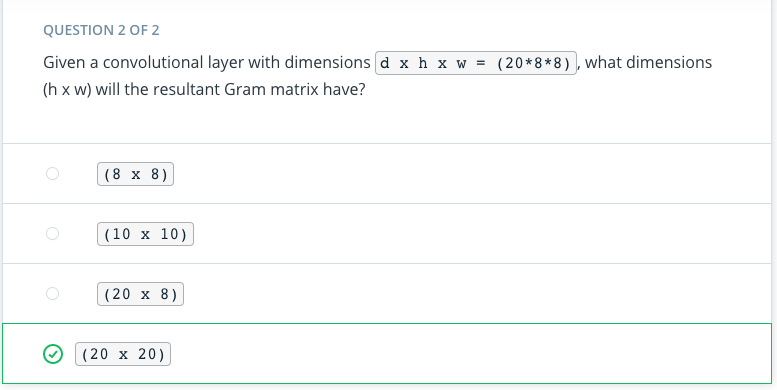 QUESTION 2 OF 2
Given a convolutional layer with dimensions d x h x w = (20*8*8), what dimensions
(h x w) will the resultant Gram matrix have?
(8 x 8)
(10 x 10)
(20 x 8)
(20 x 20)